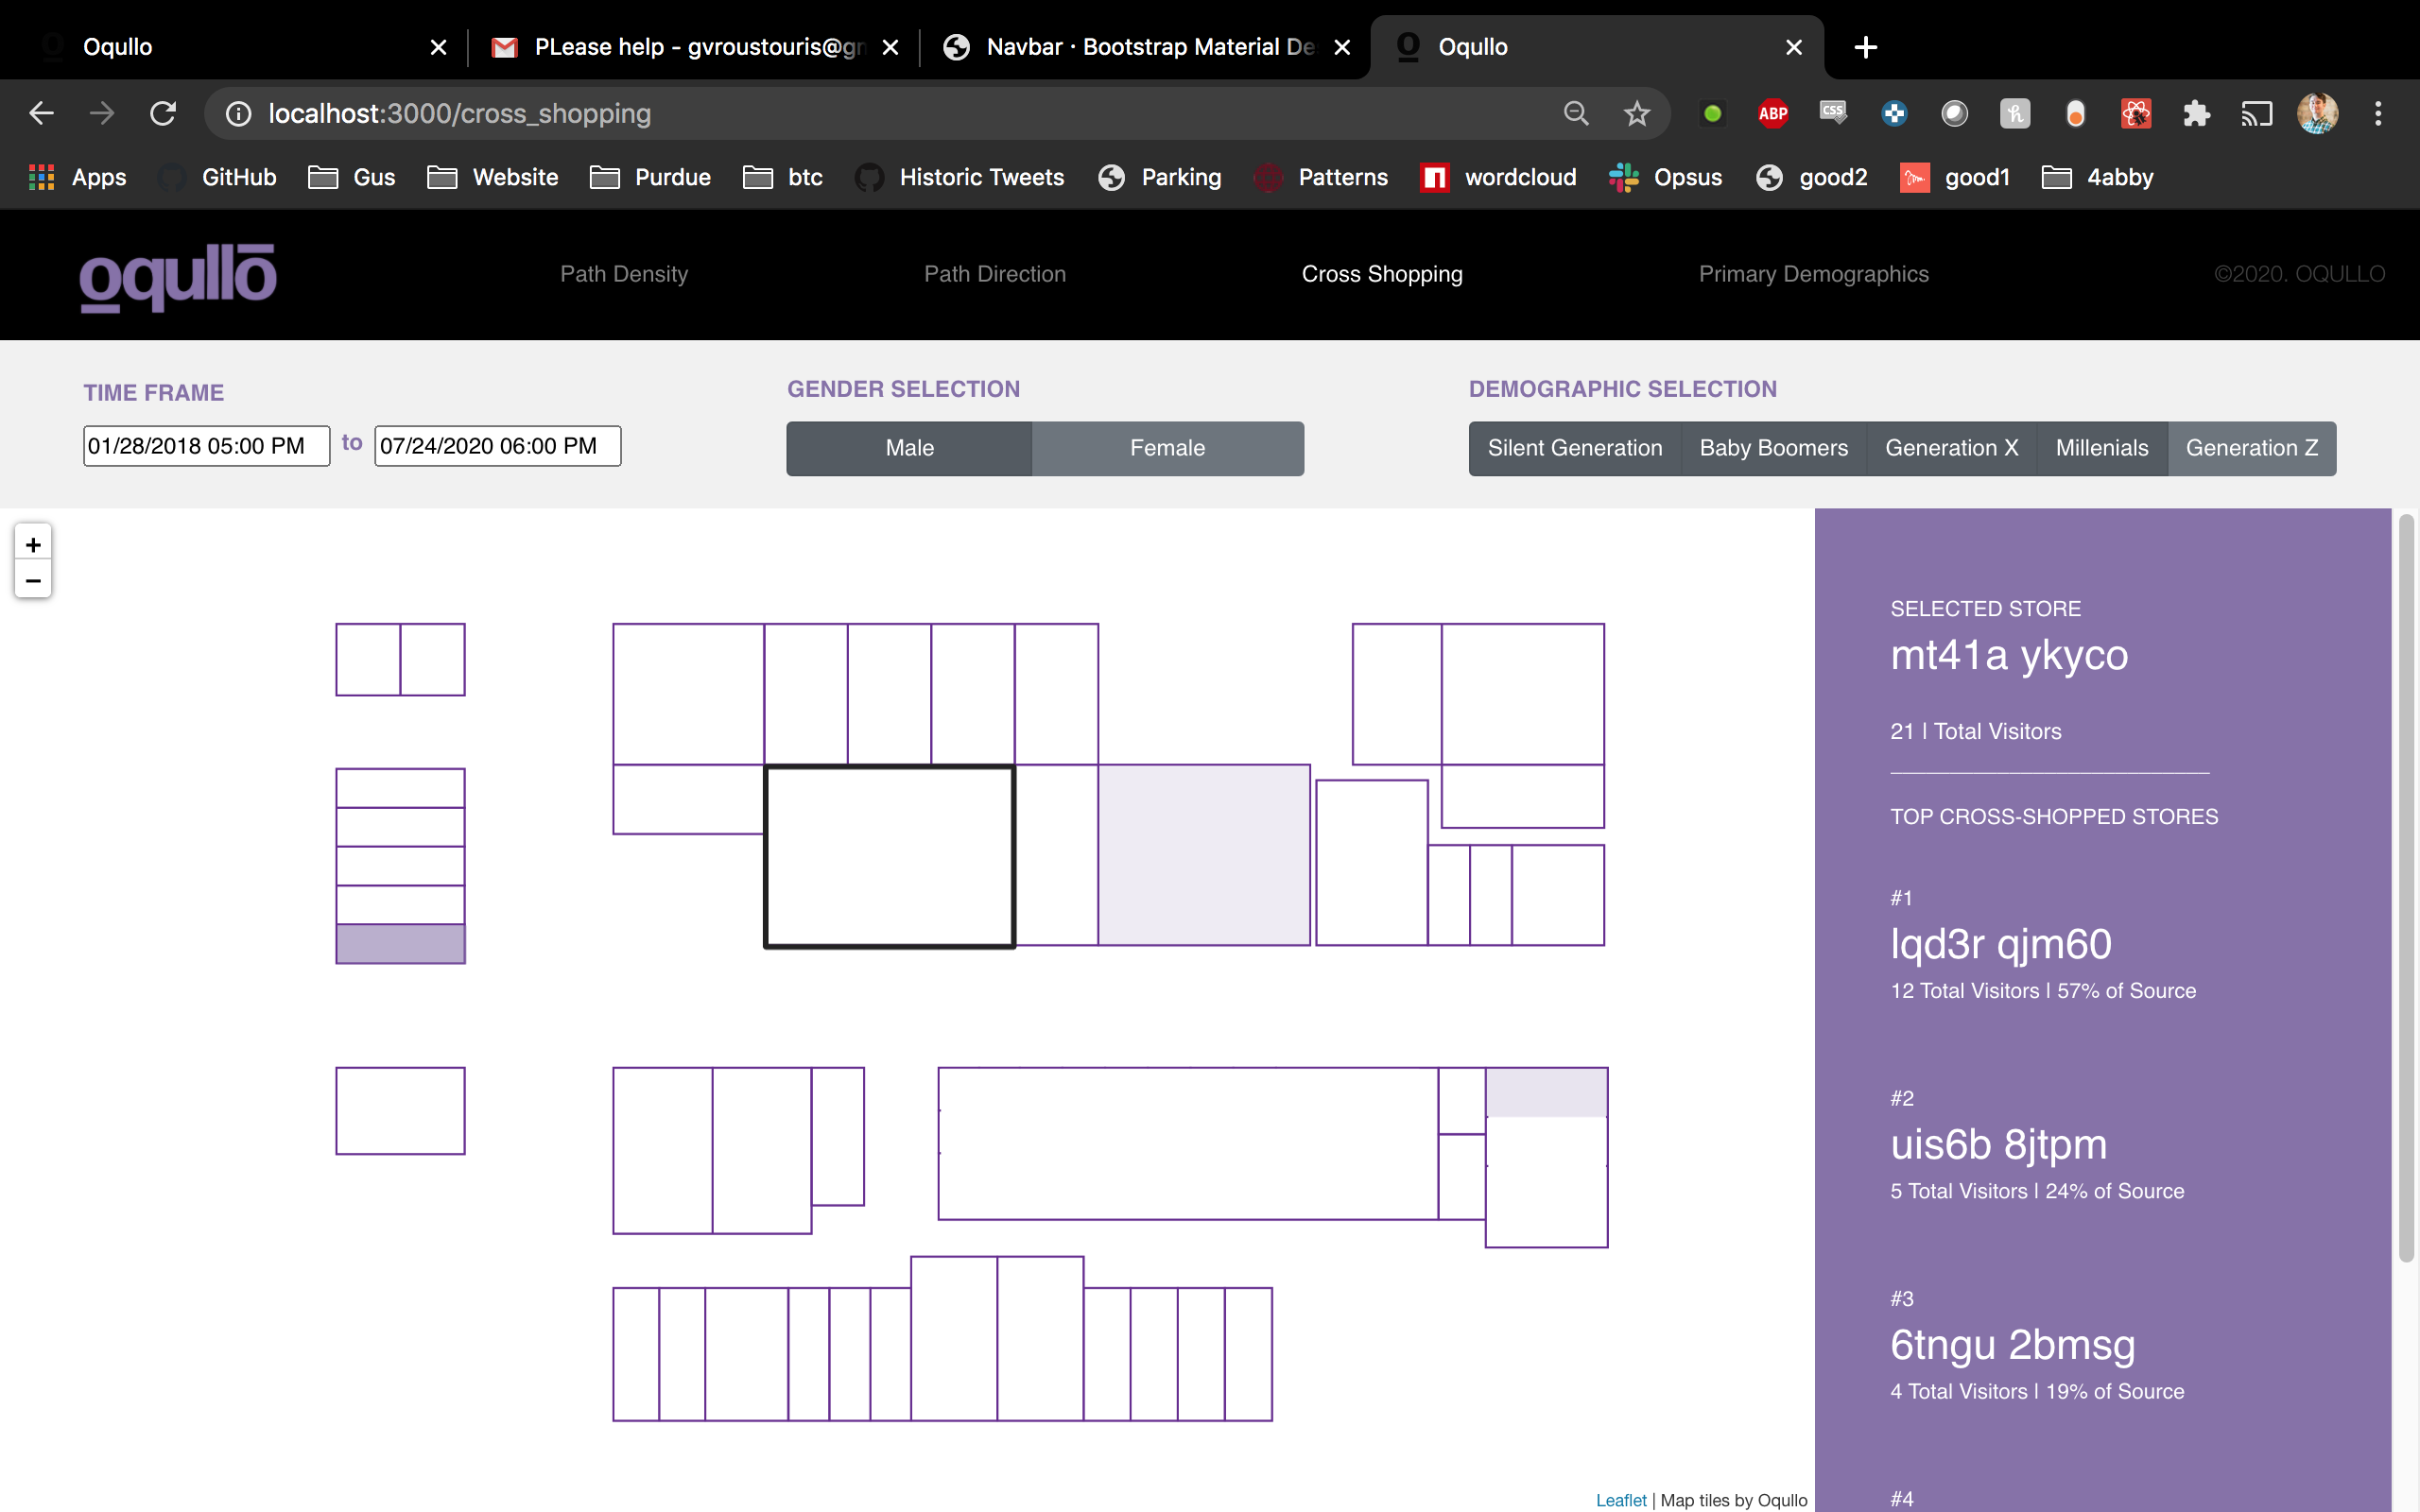 Oqullo
PLease help - gvroustouris@gm
Navbar · Bootstrap Material De
Oqullo
localhost:3000/cross_shopping
ABP
CSS
Apps
GitHub
Gus
Website
Purdue
btc
Historic Tweets
Parking
Patterns
wordcloud
Opsus
good2
good1
4abby
oqullō
Path Density
Path Direction
Cross Shopping
Primary Demographics
©2020. OQULLO
TIME FRAME
01/28/2018 05:00 PM to 07/24/2020 06:00 PM
GENDER SELECTION
Male
Female
DEMOGRAPHIC SELECTION
Silent Generation
Baby Boomers
Generation X
Millenials
Generation Z
+
−
SELECTED STORE
mt41a ykyco
21 | Total Visitors
TOP CROSS-SHOPPED STORES
#1
lqd3r qjm60
12 Total Visitors | 57% of Source
#2
uis6b 8jtpm
5 Total Visitors | 24% of Source
#3
6tngu 2bmsg
4 Total Visitors | 19% of Source
#4
Leaflet | Map tiles by Oqullo